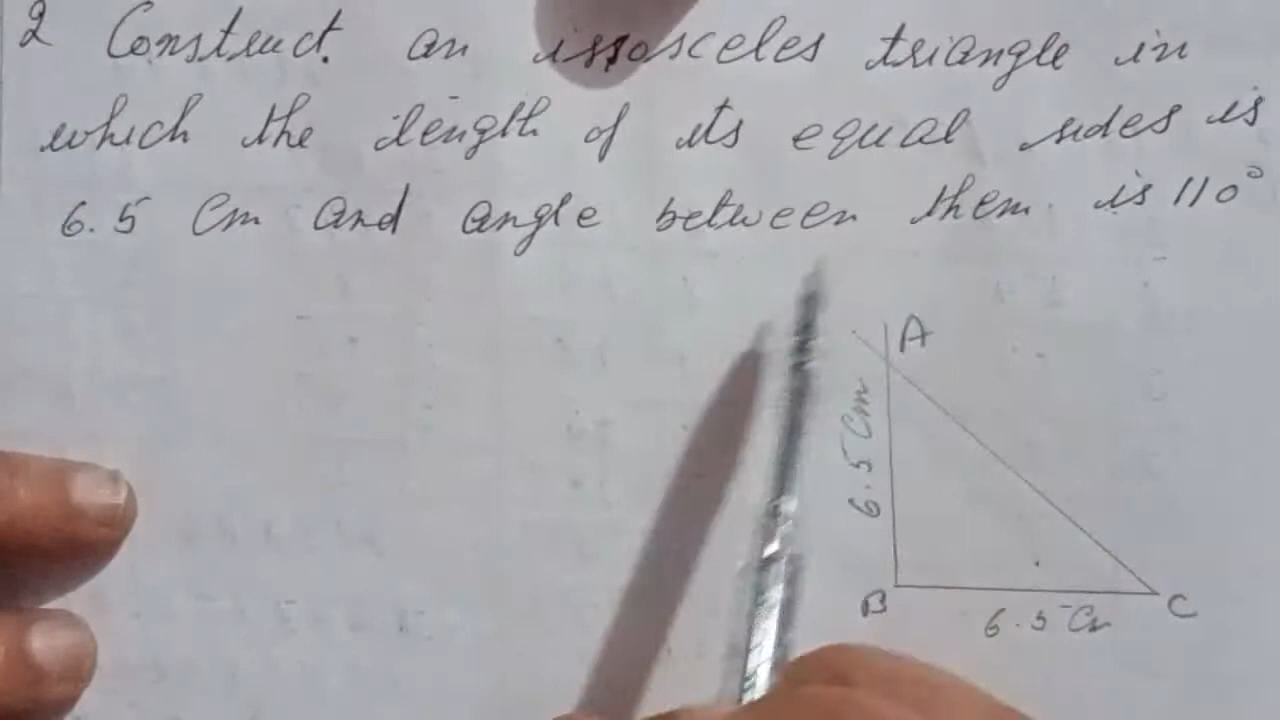 2 Construct. an issosceles triangle in
which the length of its equal sides is
6.5 cm and angle between them. is 110°
A
6.5 cm
B
C
6.5 cm